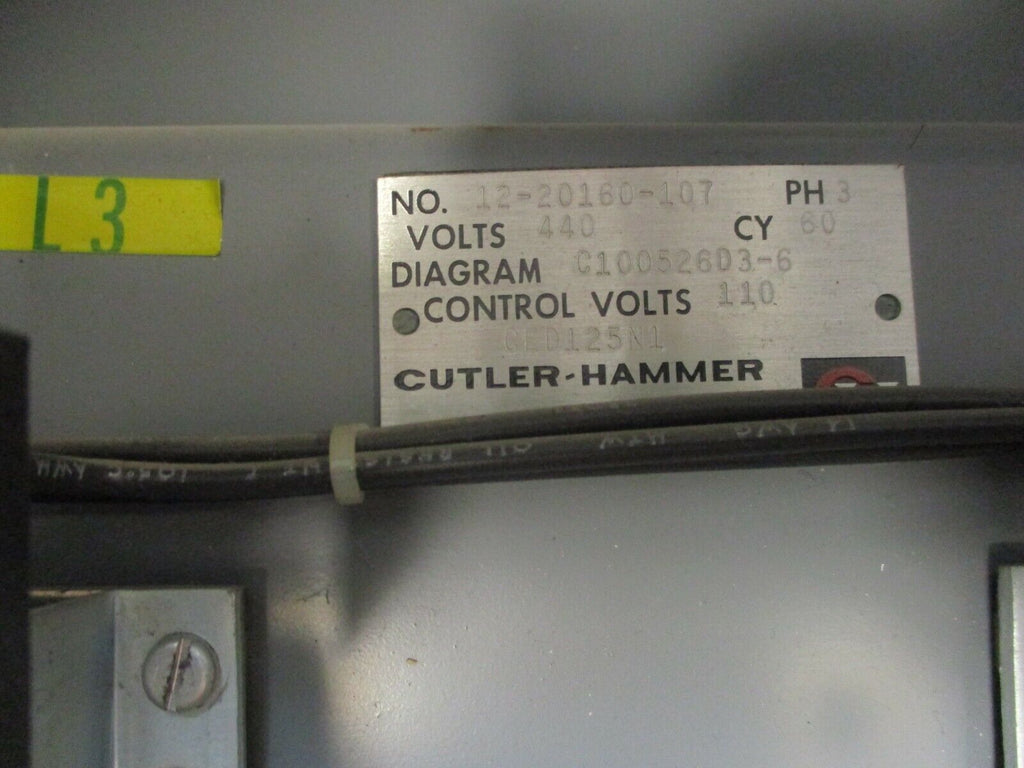 L3
NO. 12-20160-107 PH 3
VOLTS 440 CY 60
DIAGRAM C10052603-6
CONTROL VOLTS 110
CUTLER-HAMMER